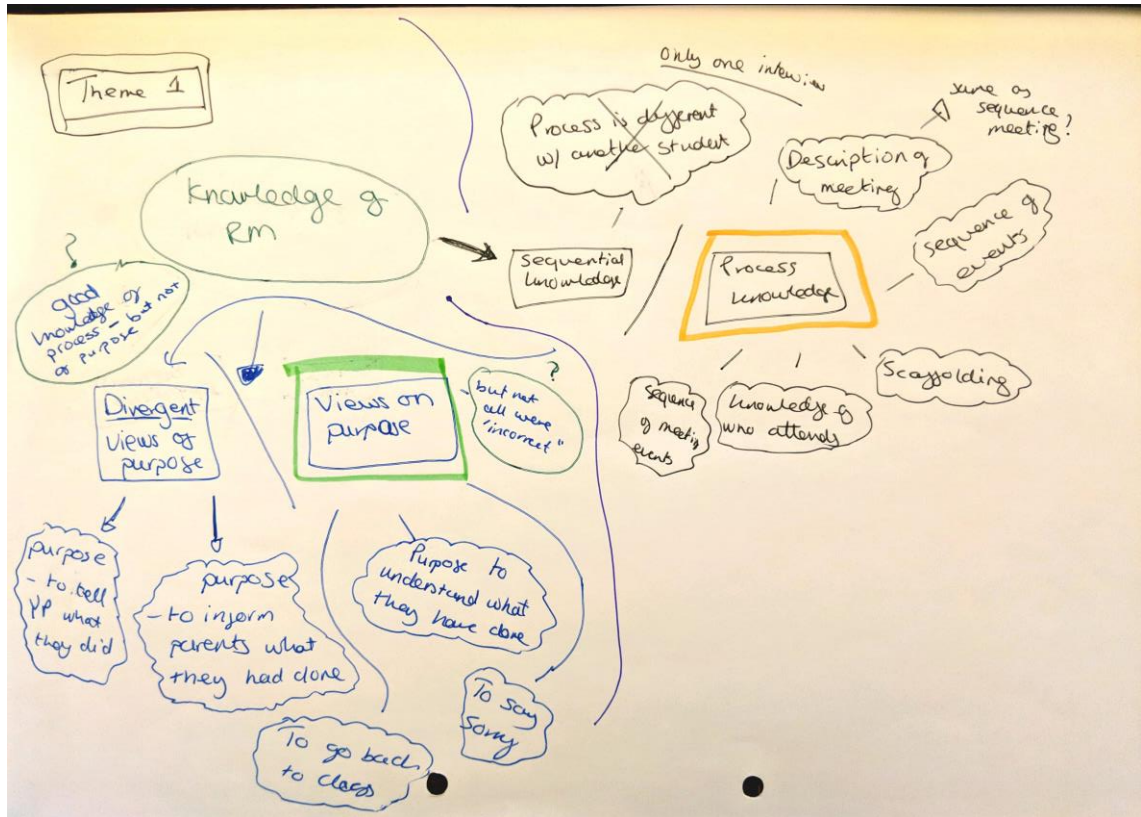 Theme 1
Knowledge of
RM
?
good
knowledge of
process - but not
of purpose
Divergent
views of
purpose
Views on
purpose
?
but not
all were
"incorrect"
purpose
- to tell
YP what
they did
purpose
- to inform
parents what
they had done
Purpose to
understand what
they have done
To say
sorry
To go back
to class
only one interview
Process is different
w/ another student
sequential
knowledge
same as
sequence
meeting?
Description of
meeting
sequence of
events
Process
knowledge
Scaffolding
Knowledge of
who attends
sequence
of meeting
events